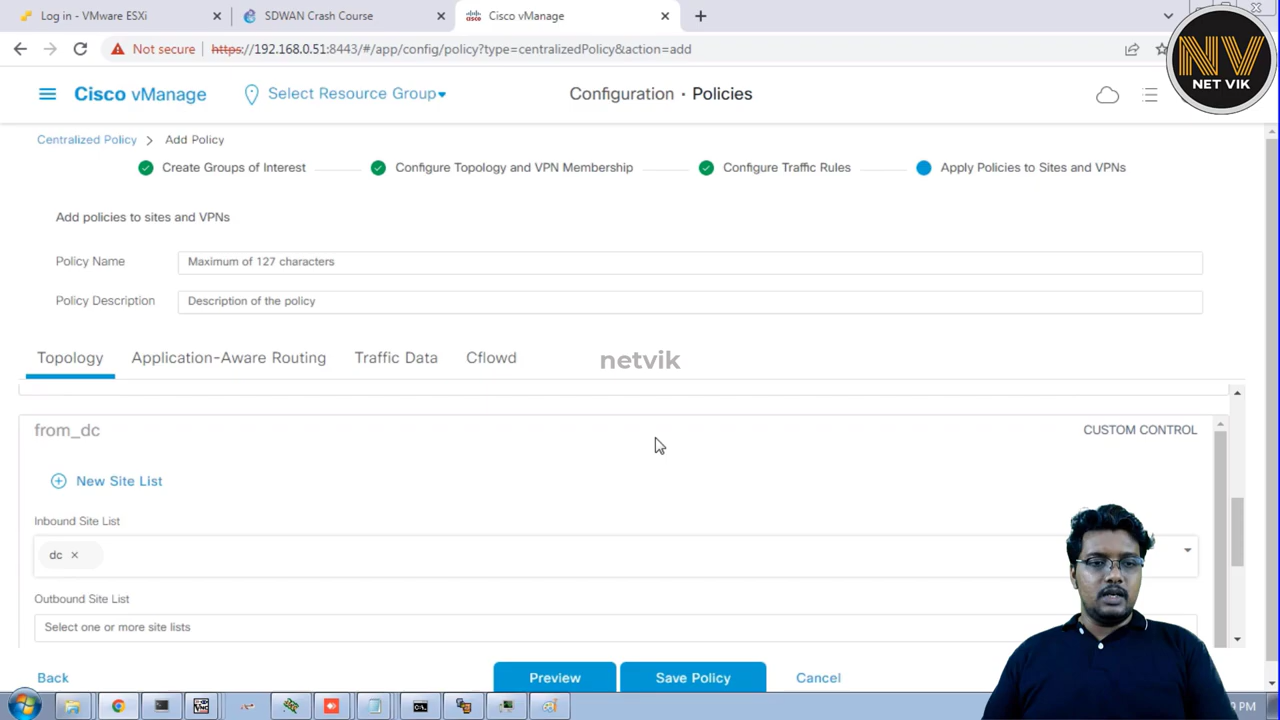 Log in - VMware ESXi
SDWAN Crash Course
Cisco vManage
Not secure
https://192.168.0.51:8443/#/app/config/policy?type=centralizedPolicy&action=add
NV
NET VIK
Cisco vManage
Select Resource Group
Configuration · Policies
Centralized Policy
Add Policy
Create Groups of Interest
Configure Topology and VPN Membership
Configure Traffic Rules
Apply Policies to Sites and VPNs
Add policies to sites and VPNs
Policy Name
Maximum of 127 characters
Policy Description
Description of the policy
Topology
Application-Aware Routing
Traffic Data
Cflowd
netvik
from_dc
CUSTOM CONTROL
New Site List
Inbound Site List
dc
Outbound Site List
Select one or more site lists
Back
Preview
Save Policy
Cancel
PM